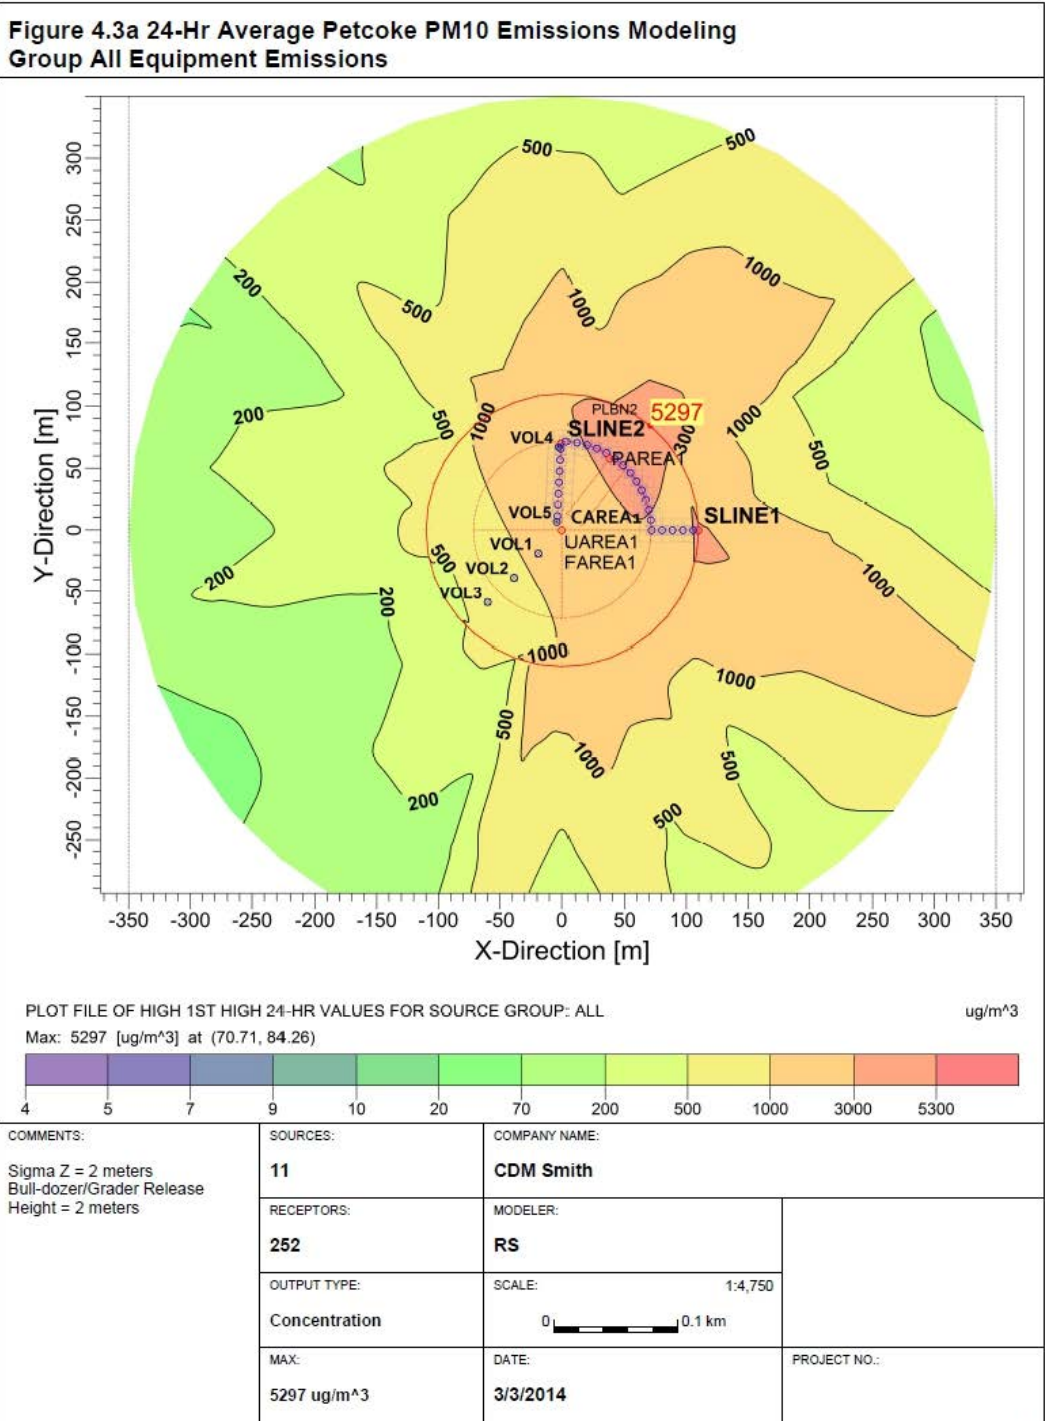 Figure 4.3a 24-Hr Average Petcoke PM10 Emissions Modeling
Group All Equipment Emissions
Y-Direction [m]
300
250
200
150
100
50
0
-50
-100
-150
-200
-250
500
500
200
500
1000
1000
200
500
1000
PLBN2
5297
VOL4
SLINE2
300
1000
500
PAREA1
VOL5
CAREA1
SLINE1
VOL1
UAREA1
500
VOL2
FAREA1
200
VOL3
200
1000
1000
1000
500
1000
500
200
500
-350 -300 -250 -200 -150 -100 -50 0 50 100 150 200 250 300 350
X-Direction [m]
PLOT FILE OF HIGH 1ST HIGH 24-HR VALUES FOR SOURCE GROUP: ALL
ug/m^3
Max: 5297 [ug/m^3] at (70.71, 84.26)
4 5 7 9 10 20 70 200 500 1000 3000 5300
COMMENTS:
Sigma Z = 2 meters
Bull-dozer/Grader Release
Height = 2 meters
SOURCES:
11
COMPANY NAME:
CDM Smith
RECEPTORS:
252
MODELER:
RS
OUTPUT TYPE:
Concentration
SCALE:
1:4,750
0
0.1 km
MAX:
5297 ug/m^3
DATE:
3/3/2014
PROJECT NO.: